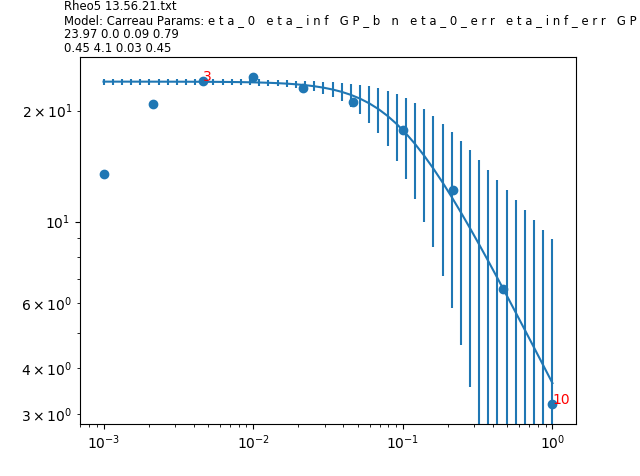 Rheo5 13.56.21.txt
Model: Carreau Params: e t a _ 0   e t a _ i n f   G P _ b   n   e t a _ 0 _ e r r   e t a _ i n f _ e r r   G P
23.97 0.0 0.09 0.79
0.45 4.1 0.03 0.45
3
2 × 10¹
10¹
6 × 10⁰
4 × 10⁰
10
3 × 10⁰
10⁻³ 10⁻² 10⁻¹ 10⁰